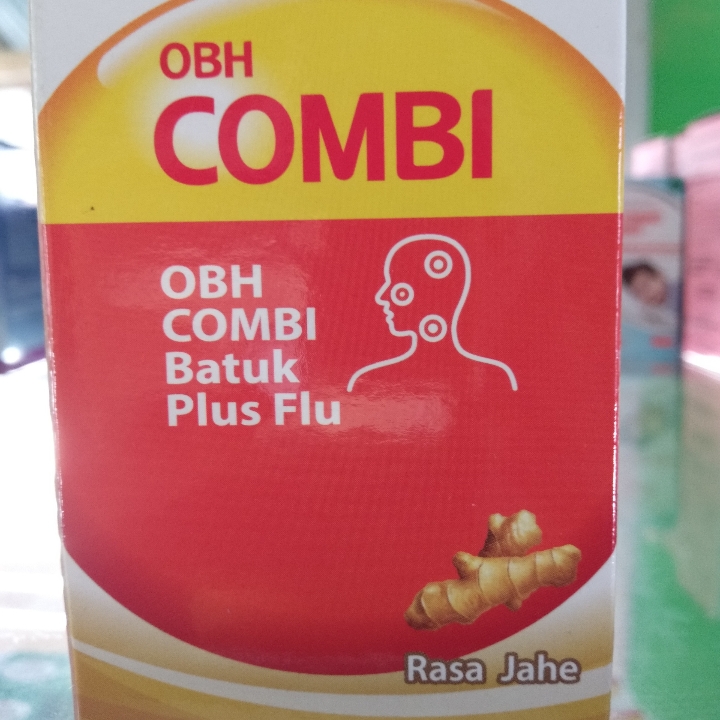 OBH
COMBI
OBH
COMBI
Batuk
Plus Flu
Rasa Jahe